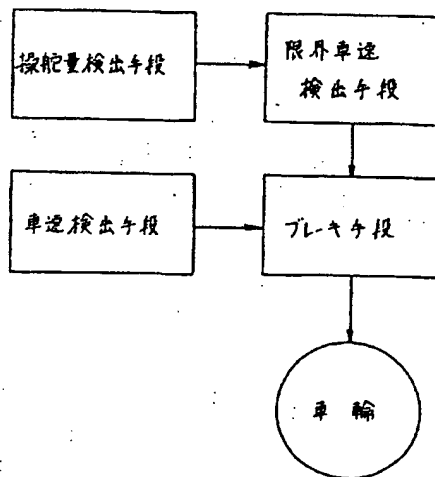 操舵量検出手段
限界車速
検出手段
車速検出手段
ブレーキ手段
車輪